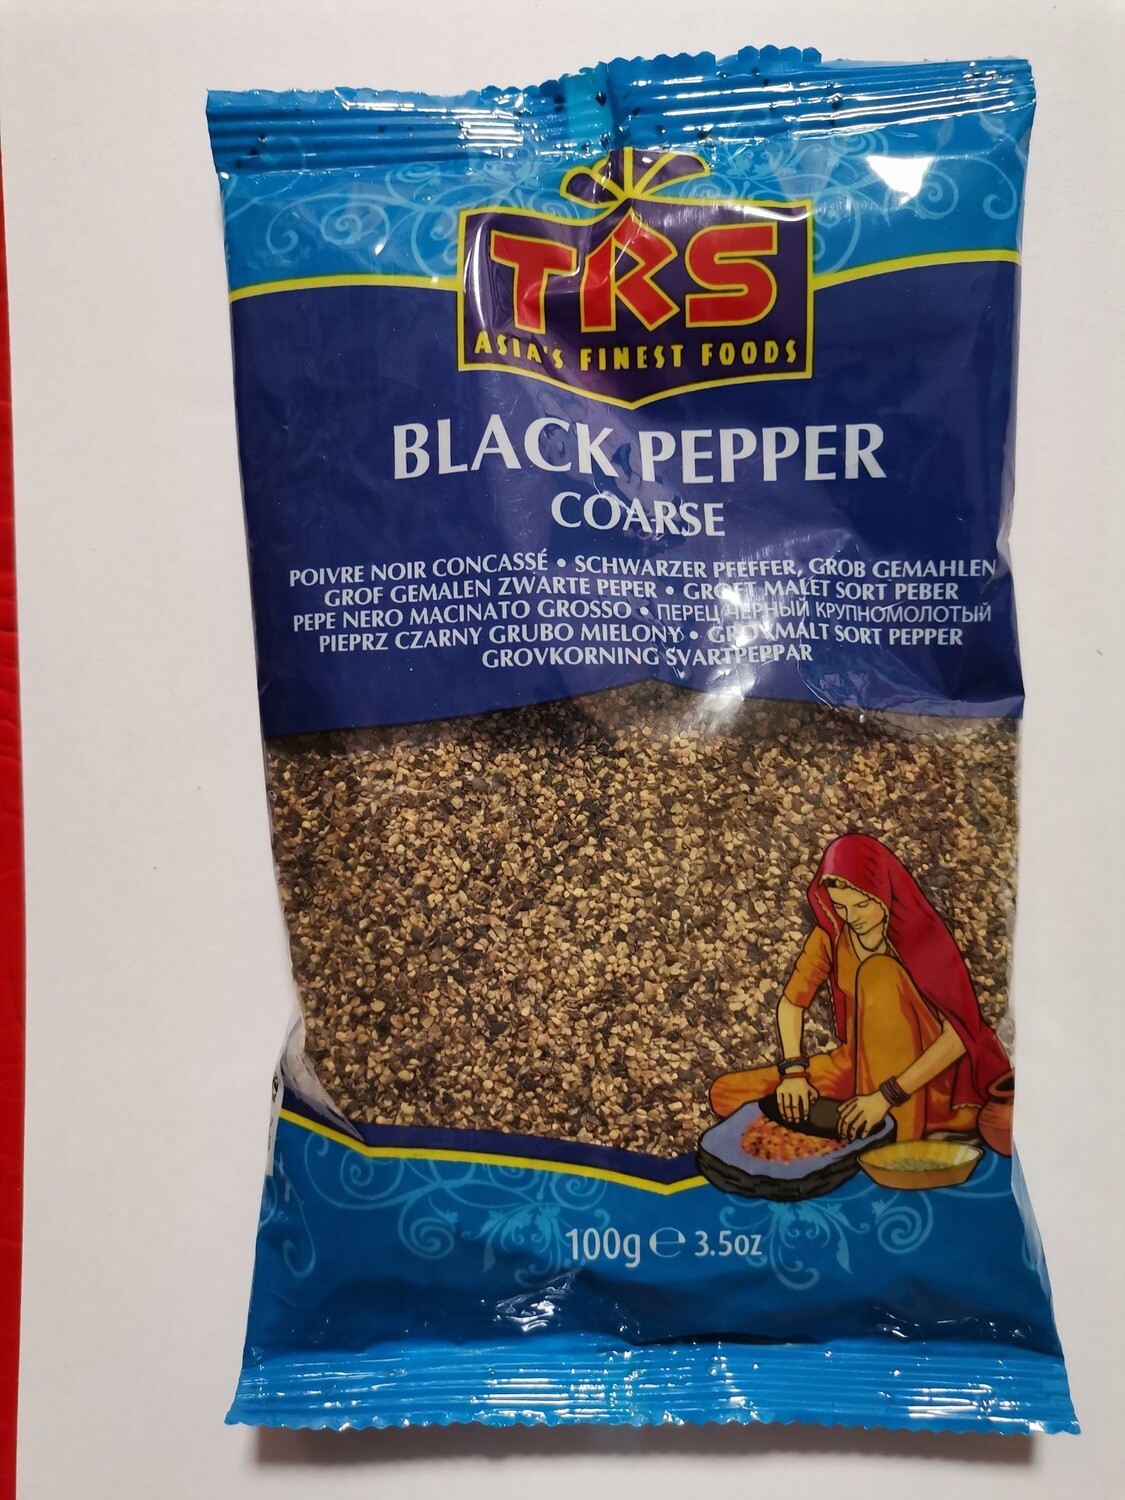 TRS
ASIA'S FINEST FOODS
BLACK PEPPER
COARSE
POIVRE NOIR CONCASSÉ • SCHWARZER PFEFFER, GROB GEMAHLEN
GROF GEMALEN ZWARTE PEPER • GROFT MALET SORT PEBER
PEPE NERO MACINATO GROSSO • ПЕРЕЦ ЧЕРНЫЙ КРУПНОМОЛОТЫЙ
PIEPRZ CZARNY GRUBO MIELONY • GROVMALT SORT PEPPER
GROVKORNING SVARTPEPPAR
100g ℮ 3.5oz